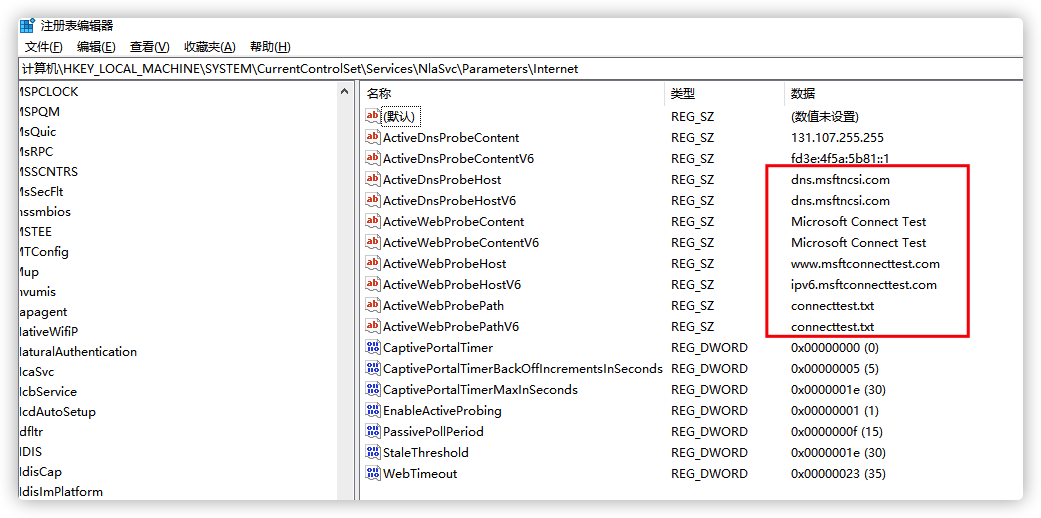 注册表编辑器
文件(F) 编辑(E) 查看(V) 收藏夹(A) 帮助(H)
计算机\HKEY_LOCAL_MACHINE\SYSTEM\CurrentControlSet\Services\NlaSvc\Parameters\Internet
MSPCLOCK
MSPQM
MsQuic
MsRPC
MSSCNTRS
MsSecFlt
mssmbios
MSTEE
MTConfig
Mup
mvumis
napagent
NativeWifiP
NaturalAuthentication
NcaSvc
NcbService
NcdAutoSetup
ndfltr
NDIS
NdisCap
NdisImPlatform
名称 类型 数据
(默认) REG_SZ (数值未设置)
ActiveDnsProbeContent REG_SZ 131.107.255.255
ActiveDnsProbeContentV6 REG_SZ fd3e:4f5a:5b81::1
ActiveDnsProbeHost REG_SZ dns.msftncsi.com
ActiveDnsProbeHostV6 REG_SZ dns.msftncsi.com
ActiveWebProbeContent REG_SZ Microsoft Connect Test
ActiveWebProbeContentV6 REG_SZ Microsoft Connect Test
ActiveWebProbeHost REG_SZ www.msftconnecttest.com
ActiveWebProbeHostV6 REG_SZ ipv6.msftconnecttest.com
ActiveWebProbePath REG_SZ connecttest.txt
ActiveWebProbePathV6 REG_SZ connecttest.txt
CaptivePortalTimer REG_DWORD 0x00000000 (0)
CaptivePortalTimerBackOffIncrementsInSeconds REG_DWORD 0x00000005 (5)
CaptivePortalTimerMaxInSeconds REG_DWORD 0x0000001e (30)
EnableActiveProbing REG_DWORD 0x00000001 (1)
PassivePollPeriod REG_DWORD 0x0000000f (15)
StaleThreshold REG_DWORD 0x0000001e (30)
WebTimeout REG_DWORD 0x00000023 (35)